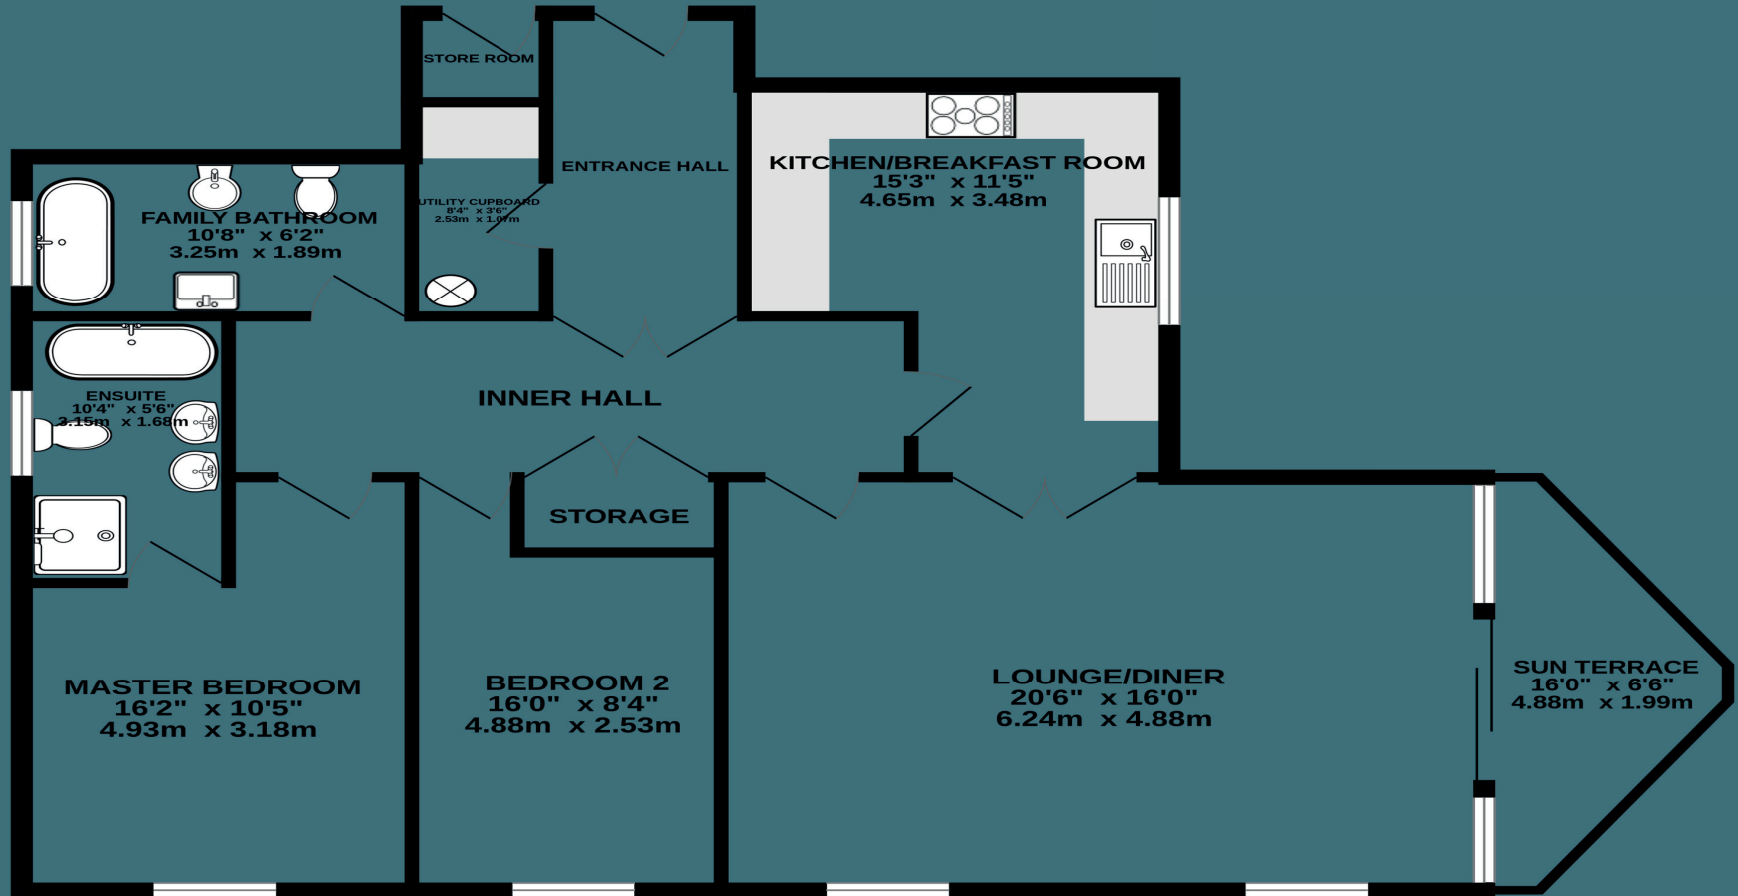 STORE ROOM
ENTRANCE HALL
KITCHEN/BREAKFAST ROOM
15'3" x 11'5"
4.65m x 3.48m
UTILITY CUPBOARD
8'4" x 3'6"
2.53m x 1.07m
FAMILY BATHROOM
10'8" x 6'2"
3.25m x 1.89m
ENSUITE
10'4" x 5'6"
3.15m x 1.68m
INNER HALL
STORAGE
MASTER BEDROOM
16'2" x 10'5"
4.93m x 3.18m
BEDROOM 2
16'0" x 8'4"
4.88m x 2.53m
LOUNGE/DINER
20'6" x 16'0"
6.24m x 4.88m
SUN TERRACE
16'0" x 6'6"
4.88m x 1.99m